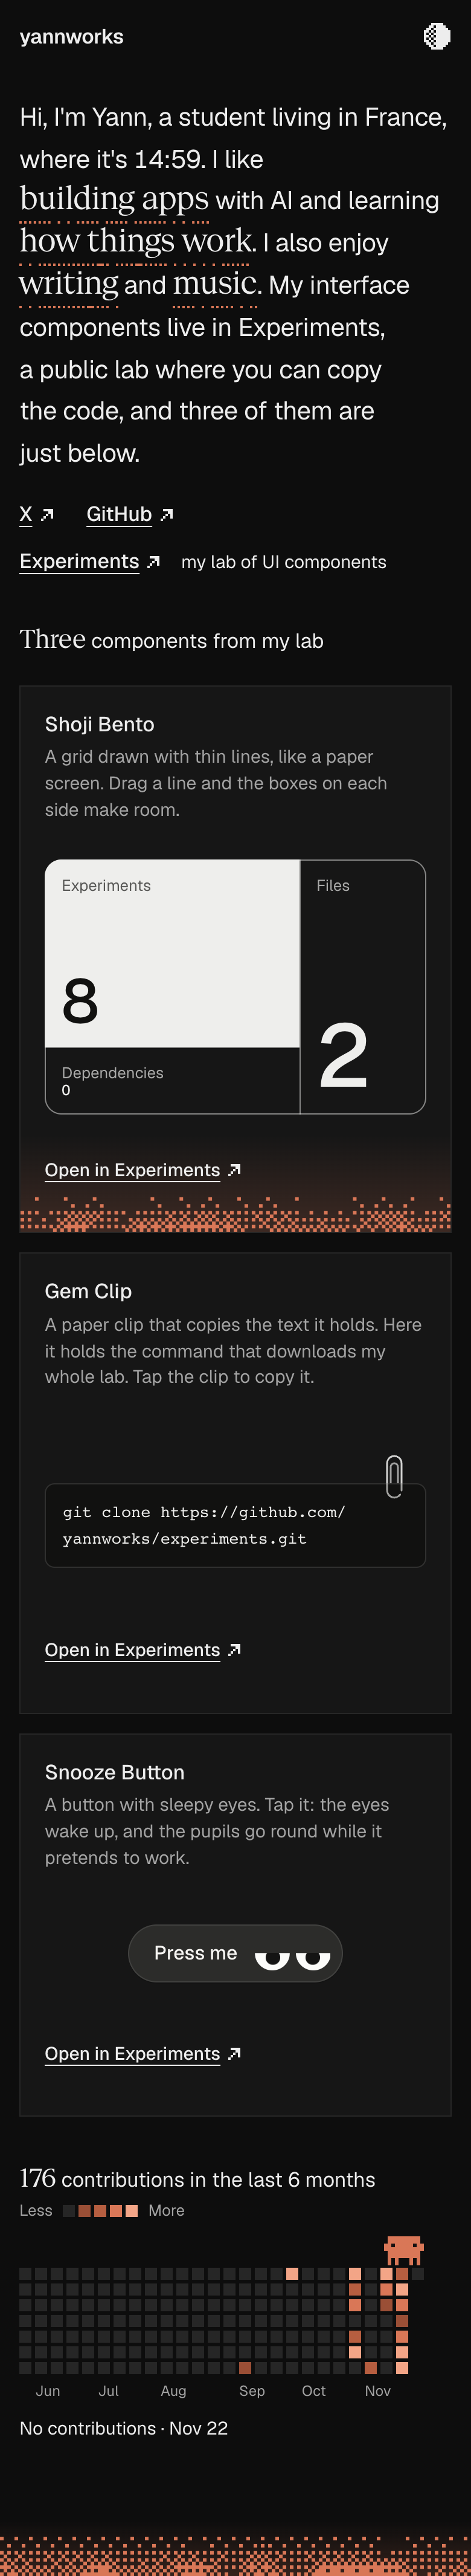 yannworks
Hi, I'm Yann, a student living in France,
where it's 14:59. I like
building apps with AI and learning
how things work. I also enjoy
writing and music. My interface
components live in Experiments,
a public lab where you can copy
the code, and three of them are
just below.
X GitHub
Experiments my lab of UI components
Three components from my lab
Shoji Bento
A grid drawn with thin lines, like a paper
screen. Drag a line and the boxes on each
side make room.
Experiments
Files
8
2
Dependencies
0
Open in Experiments
Gem Clip
A paper clip that copies the text it holds. Here
it holds the command that downloads my
whole lab. Tap the clip to copy it.
git clone https://github.com/
yannworks/experiments.git
Open in Experiments
Snooze Button
A button with sleepy eyes. Tap it: the eyes
wake up, and the pupils go round while it
pretends to work.
Press me
Open in Experiments
176 contributions in the last 6 months
Less More
Jun Jul Aug Sep Oct Nov
No contributions · Nov 22